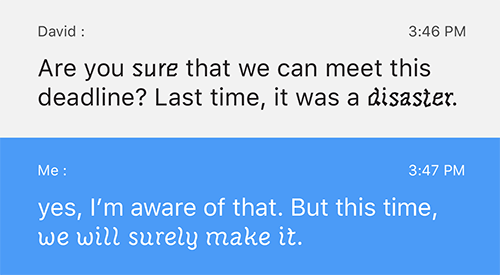 David :
3:46 PM
Are you sure that we can meet this
deadline? Last time, it was a disaster.
Me :
3:47 PM
yes, I’m aware of that. But this time,
we will surely make it.